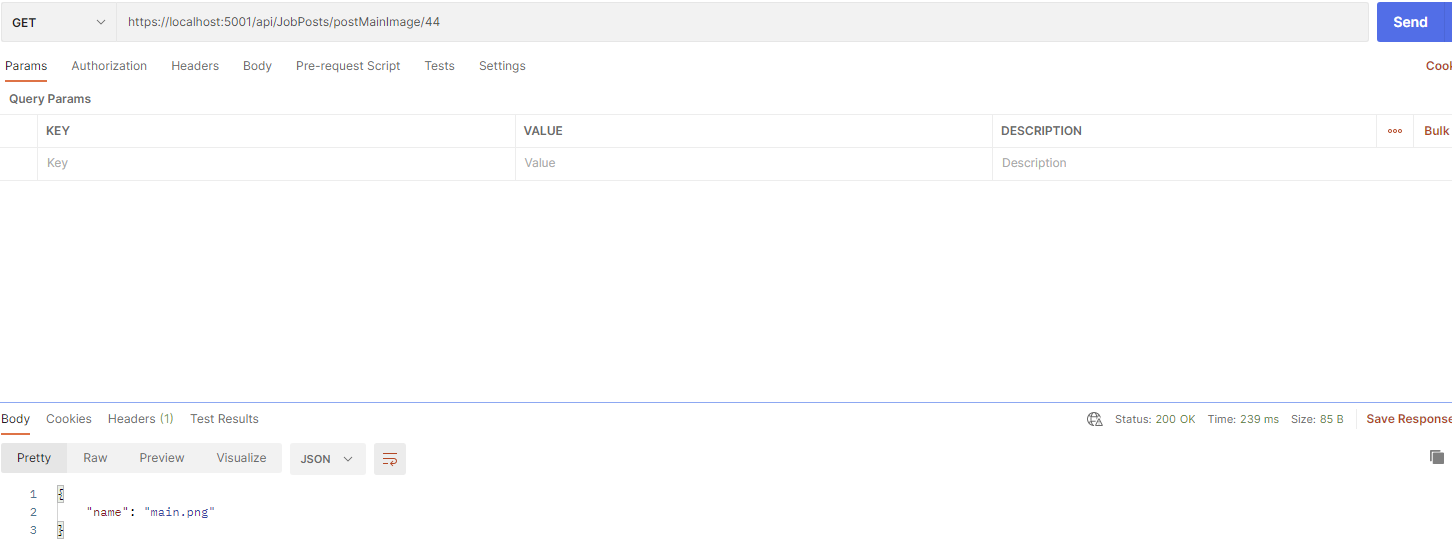 GET https://localhost:5001/api/JobPosts/postMainImage/44 Send
Params Authorization Headers Body Pre-request Script Tests Settings Cook
Query Params
KEY VALUE DESCRIPTION ooo Bulk
Key Value Description
Body Cookies Headers (1) Test Results Status: 200 OK Time: 239 ms Size: 85 B Save Response
Pretty Raw Preview Visualize JSON
1 {
2 "name": "main.png"
3 }